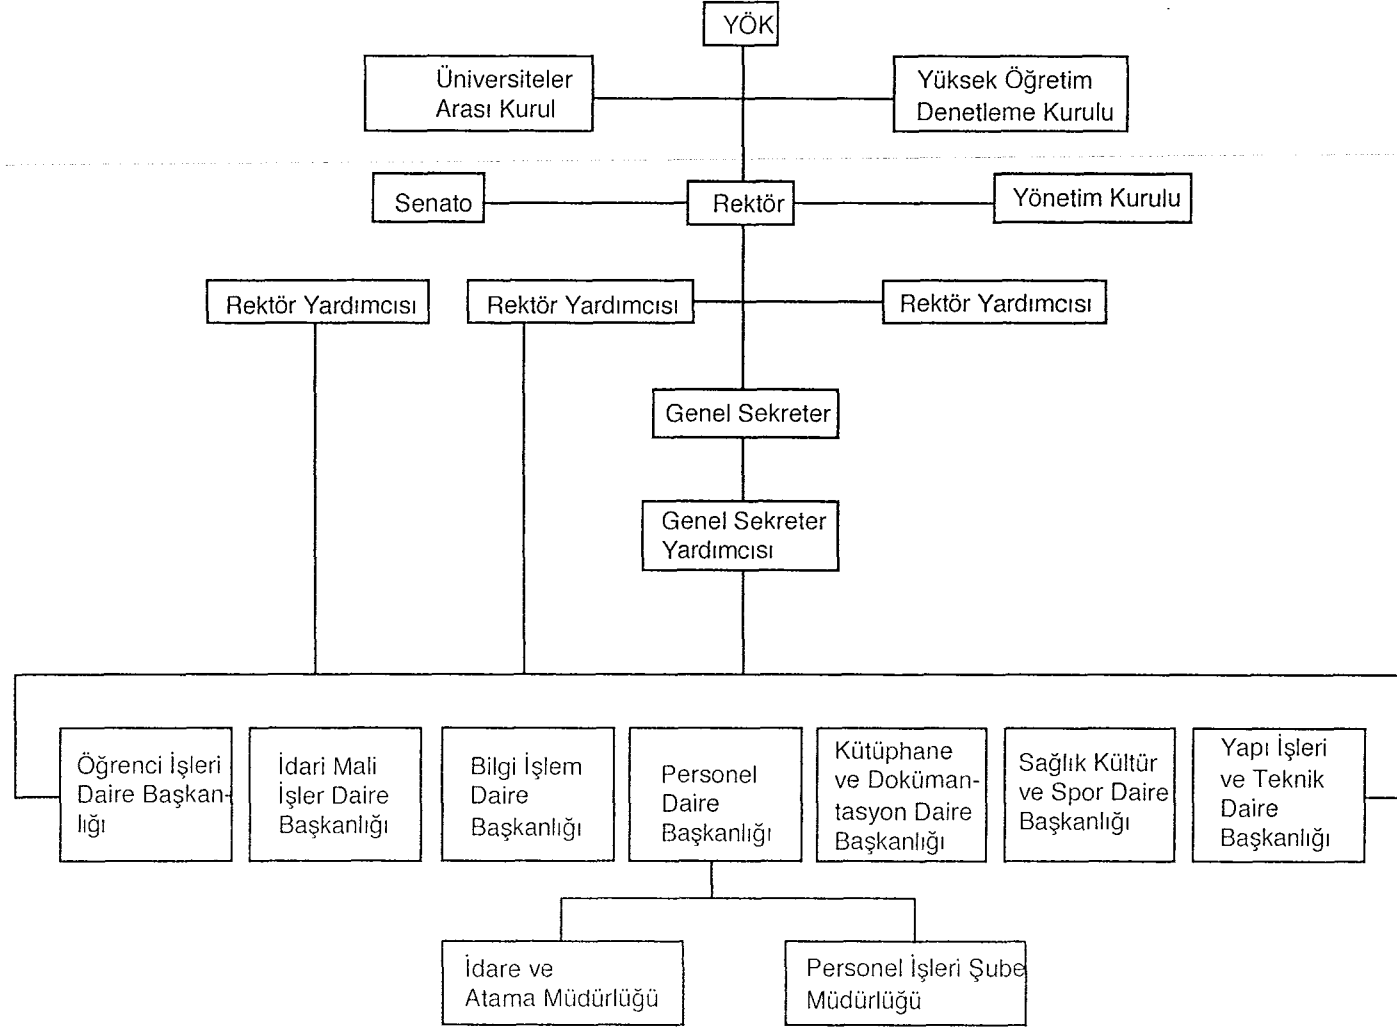 YÖK
Üniversiteler
Arası Kurul
Yüksek Öğretim
Denetleme Kurulu
Senato
Rektör
Yönetim Kurulu
Rektör Yardımcısı
Rektör Yardımcısı
Rektör Yardımcısı
Genel Sekreter
Genel Sekreter
Yardımcısı
Öğrenci İşleri
Daire Başkan-
lığı
İdari Mali
İşler Daire
Başkanlığı
Bilgi İşlem
Daire
Başkanlığı
Personel
Daire
Başkanlığı
Kütüphane
ve Doküman-
tasyon Daire
Başkanlığı
Sağlık Kültür
ve Spor Daire
Başkanlığı
Yapı İşleri
ve Teknik
Daire
Başkanlığı
İdare ve
Atama Müdürlüğü
Personel İşleri Şube
Müdürlüğü